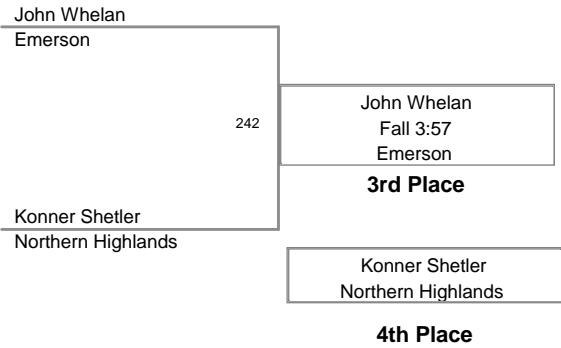 John Whelan
Emerson
242
John Whelan
Fall 3:57
Emerson
3rd Place
Konner Shetler
Northern Highlands
Konner Shetler
Northern Highlands
4th Place